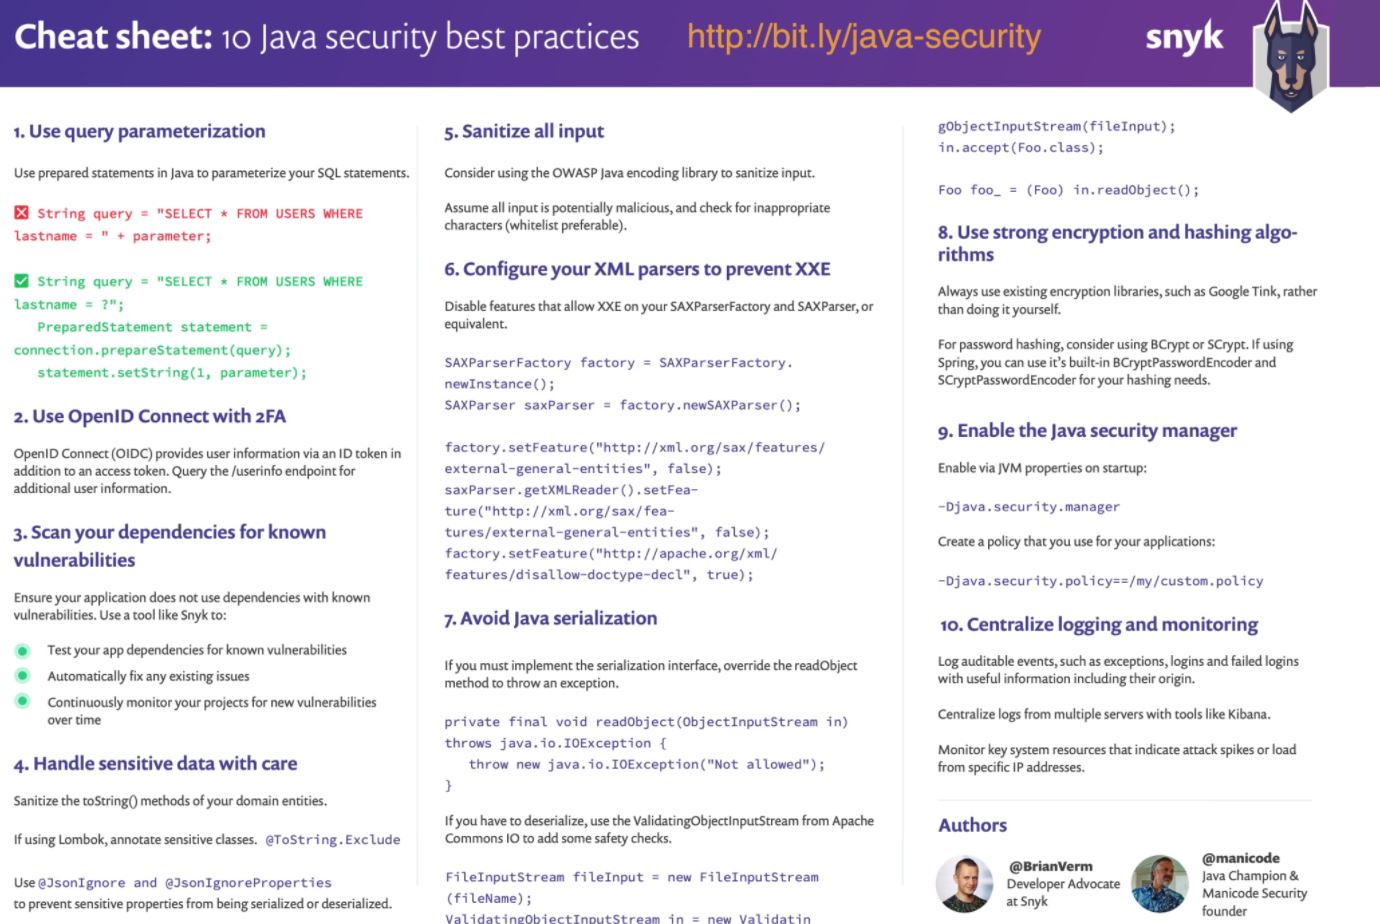 Cheat sheet: 10 Java security best practices
http://bit.ly/java-security
snyk
1. Use query parameterization
Use prepared statements in Java to parameterize your SQL statements.
String query = "SELECT * FROM USERS WHERE
lastname = " + parameter;
String query = "SELECT * FROM USERS WHERE
lastname = ?";
PreparedStatement statement =
connection.prepareStatement(query);
statement.setString(1, parameter);
2. Use OpenID Connect with 2FA
OpenID Connect (OIDC) provides user information via an ID token in
addition to an access token. Query the /userinfo endpoint for
additional user information.
3. Scan your dependencies for known
vulnerabilities
Ensure your application does not use dependencies with known
vulnerabilities. Use a tool like Snyk to:
Test your app dependencies for known vulnerabilities
Automatically fix any existing issues
Continuously monitor your projects for new vulnerabilities
over time
4. Handle sensitive data with care
Sanitize the toString() methods of your domain entities.
If using Lombok, annotate sensitive classes. @ToString.Exclude
Use @JsonIgnore and @JsonIgnoreProperties
to prevent sensitive properties from being serialized or deserialized.
5. Sanitize all input
Consider using the OWASP Java encoding library to sanitize input.
Assume all input is potentially malicious, and check for inappropriate
characters (whitelist preferable).
6. Configure your XML parsers to prevent XXE
Disable features that allow XXE on your SAXParserFactory and SAXParser, or
equivalent.
SAXParserFactory factory = SAXParserFactory.
newInstance();
SAXParser saxParser = factory.newSAXParser();
factory.setFeature("http://xml.org/sax/features/
external-general-entities", false);
saxParser.getXMLReader().setFea-
ture("http://xml.org/sax/fea-
tures/external-general-entities", false);
factory.setFeature("http://apache.org/xml/
features/disallow-doctype-decl", true);
7. Avoid Java serialization
If you must implement the serialization interface, override the readObject
method to throw an exception.
private final void readObject(ObjectInputStream in)
throws java.io.IOException {
throw new java.io.IOException("Not allowed");
}
If you have to deserialize, use the ValidatingObjectInputStream from Apache
Commons IO to add some safety checks.
FileInputStream fileInput = new FileInputStream
(fileName);
ValidatingObjectInputStream in = new Validatin
gObjectInputStream(fileInput);
in.accept(Foo.class);
Foo foo_ = (Foo) in.readObject();
8. Use strong encryption and hashing algo-
rithms
Always use existing encryption libraries, such as Google Tink, rather
than doing it yourself.
For password hashing, consider using BCrypt or SCrypt. If using
Spring, you can use it's built-in BCryptPasswordEncoder and
SCryptPasswordEncoder for your hashing needs.
9. Enable the Java security manager
Enable via JVM properties on startup:
-Djava.security.manager
Create a policy that you use for your applications:
-Djava.security.policy==/my/custom.policy
10. Centralize logging and monitoring
Log auditable events, such as exceptions, logins and failed logins
with useful information including their origin.
Centralize logs from multiple servers with tools like Kibana.
Monitor key system resources that indicate attack spikes or load
from specific IP addresses.
Authors
@BrianVerm
Developer Advocate
at Snyk
@manicode
Java Champion &
Manicode Security
founder